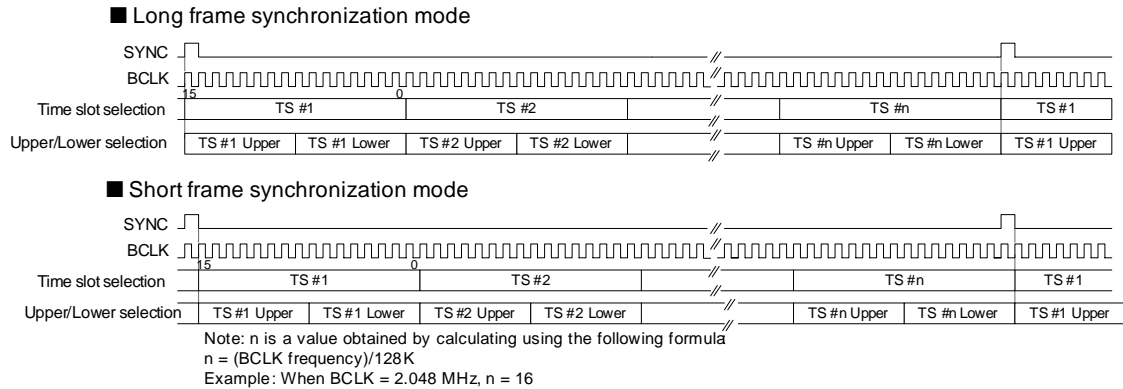 ■ Long frame synchronization mode
SYNC
BCLK
15 0
Time slot selection TS #1 TS #2 TS #n TS #1
Upper/Lower selection TS #1 Upper TS #1 Lower TS #2 Upper TS #2 Lower TS #n Upper TS #n Lower TS #1 Upper
■ Short frame synchronization mode
SYNC
BCLK
15 0
Time slot selection TS #1 TS #2 TS #n TS #1
Upper/Lower selection TS #1 Upper TS #1 Lower TS #2 Upper TS #2 Lower TS #n Upper TS #n Lower TS #1 Upper
Note: n is a value obtained by calculating using the following formula
n = (BCLK frequency)/128K
Example: When BCLK = 2.048 MHz, n = 16